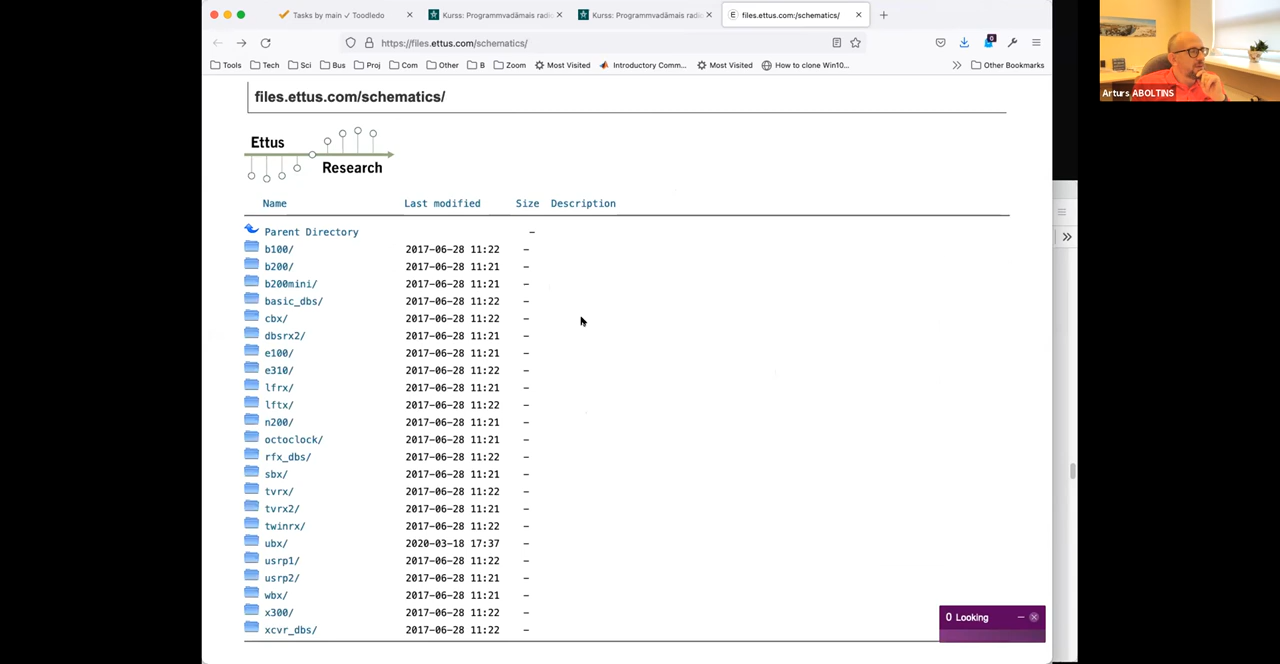 Tasks by main ✓ Toodledo
Kurss: Programmvadāmais radi
Kurss: Programmvadāmais radi
files.ettus.com:/schematics/
https://files.ettus.com/schematics/
0
Tools Tech Sci Bus Proj Com Other B Zoom Most Visited Introductory Comm... Most Visited How to clone Win10... Other Bookmarks
Arturs ABOLTINS
files.ettus.com/schematics/
Ettus
Research
Name Last modified Size Description
Parent Directory -
b100/ 2017-06-28 11:22 -
b200/ 2017-06-28 11:21 -
b200mini/ 2017-06-28 11:21 -
basic_dbs/ 2017-06-28 11:22 -
cbx/ 2017-06-28 11:22 -
dbsrx2/ 2017-06-28 11:21 -
e100/ 2017-06-28 11:21 -
e310/ 2017-06-28 11:22 -
lfrx/ 2017-06-28 11:21 -
lftx/ 2017-06-28 11:21 -
n200/ 2017-06-28 11:21 -
octoclock/ 2017-06-28 11:21 -
rfx_dbs/ 2017-06-28 11:22 -
sbx/ 2017-06-28 11:21 -
tvrx/ 2017-06-28 11:22 -
tvrx2/ 2017-06-28 11:21 -
twinrx/ 2017-06-28 11:22 -
ubx/ 2020-03-18 17:37 -
usrp1/ 2017-06-28 11:22 -
usrp2/ 2017-06-28 11:21 -
wbx/ 2017-06-28 11:21 -
x300/ 2017-06-28 11:22 -
xcvr_dbs/ 2017-06-28 11:22 -
0 Looking